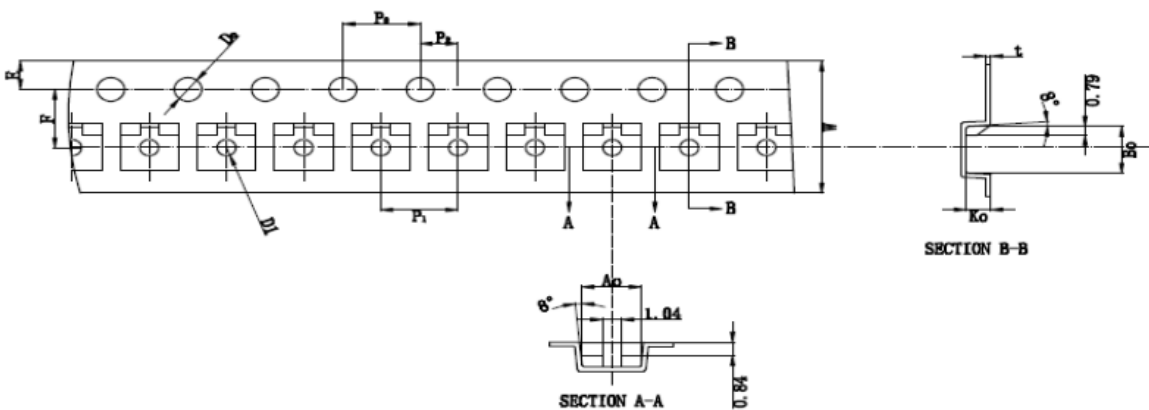 P₀
D₀
P₂
B
t
E
8°
0.79
F
W
B₀
D1
P₁
A
A
B
K₀
SECTION B-B
A₀
8°
1.04
0.84
SECTION A-A